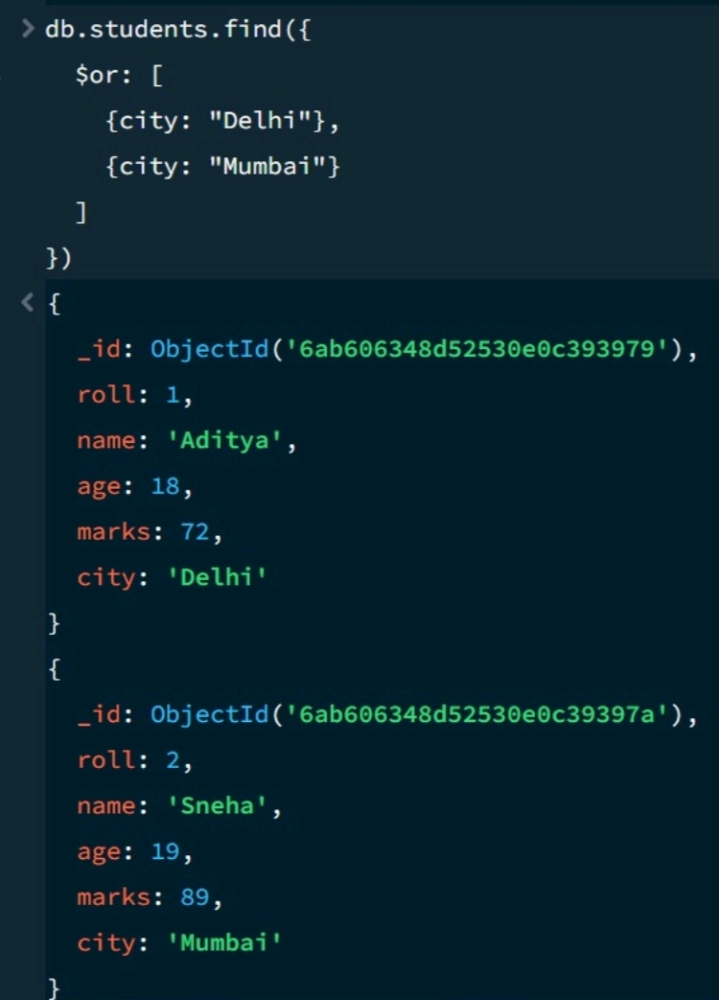 > db.students.find({
$or: [
{city: "Delhi"},
{city: "Mumbai"}
]
})
< {
_id: ObjectId('6ab606348d52530e0c393979'),
roll: 1,
name: 'Aditya',
age: 18,
marks: 72,
city: 'Delhi'
}
{
_id: ObjectId('6ab606348d52530e0c39397a'),
roll: 2,
name: 'Sneha',
age: 19,
marks: 89,
city: 'Mumbai'
}